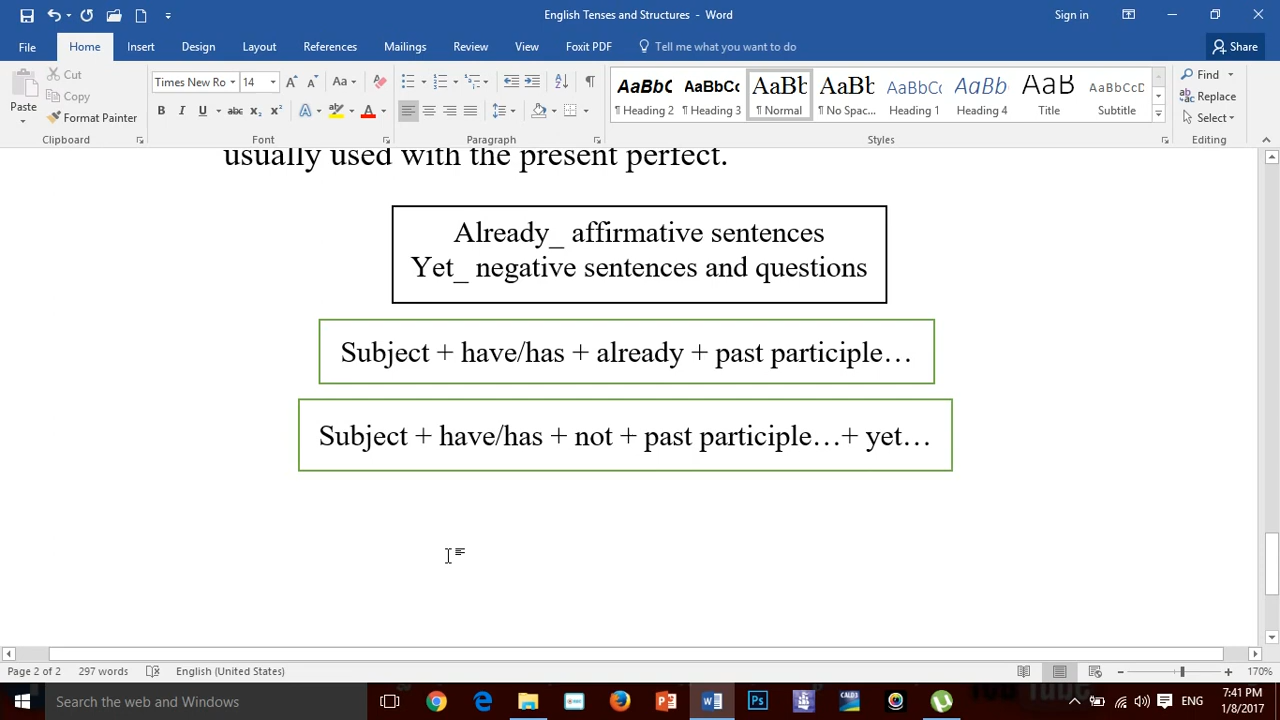 English Tenses and Structures - Word
Sign in
File Home Insert Design Layout References Mailings Review View Foxit PDF Tell me what you want to do Share
Paste
Cut
Copy
Format Painter
Clipboard
Times New Ro 14
Font
Paragraph
AaBbC AaBbCc AaBb AaBb AaBbC AaBb AaBb AaBbCcD
Heading 2 ¶ Heading 3 ¶ Normal ¶ No Spac... Heading 1 Heading 4 Title Subtitle
Styles
Find
Replace
Select
Editing
usually used with the present perfect.
Already_ affirmative sentences
Yet_ negative sentences and questions
Subject + have/has + already + past participle…
Subject + have/has + not + past participle…+ yet…
Page 2 of 2 297 words English (United States) 170%
Search the web and Windows
ENG
7:41 PM
1/8/2017